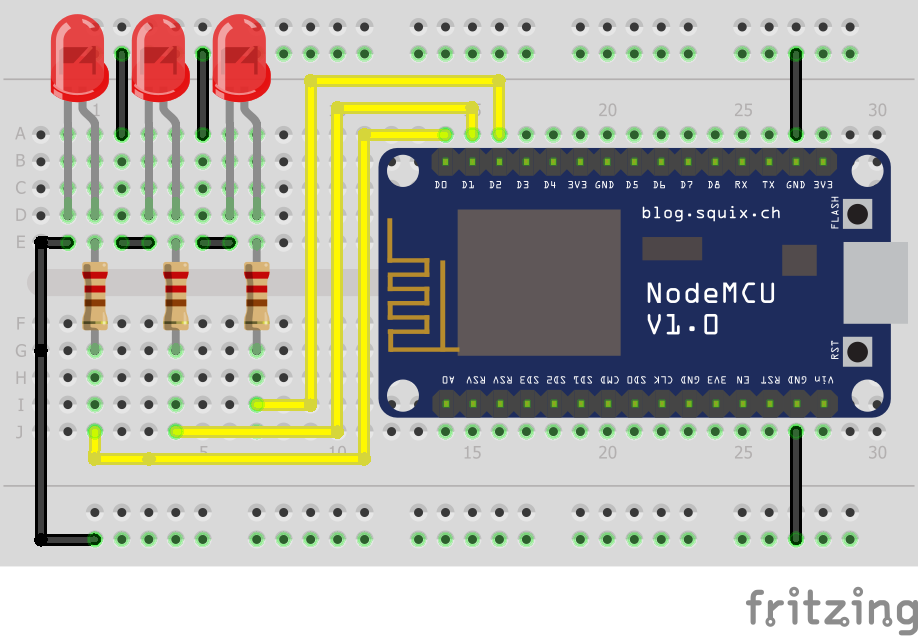 1 10 15 20 25 30
A
B
C
D0 D1 D2 D3 D4 3V3 GND D5 D6 D7 D8 RX TX GND 3V3
D
blog.squix.ch
FLASH
E
NodeMCU
V1.0
F
G
RST
H
A0 RSV RSV SD3 SD2 SD1 CMD SD0 CLK GND 3V3 EN RST GND Vin
I
J
5 10 15 20 25 30
fritzing